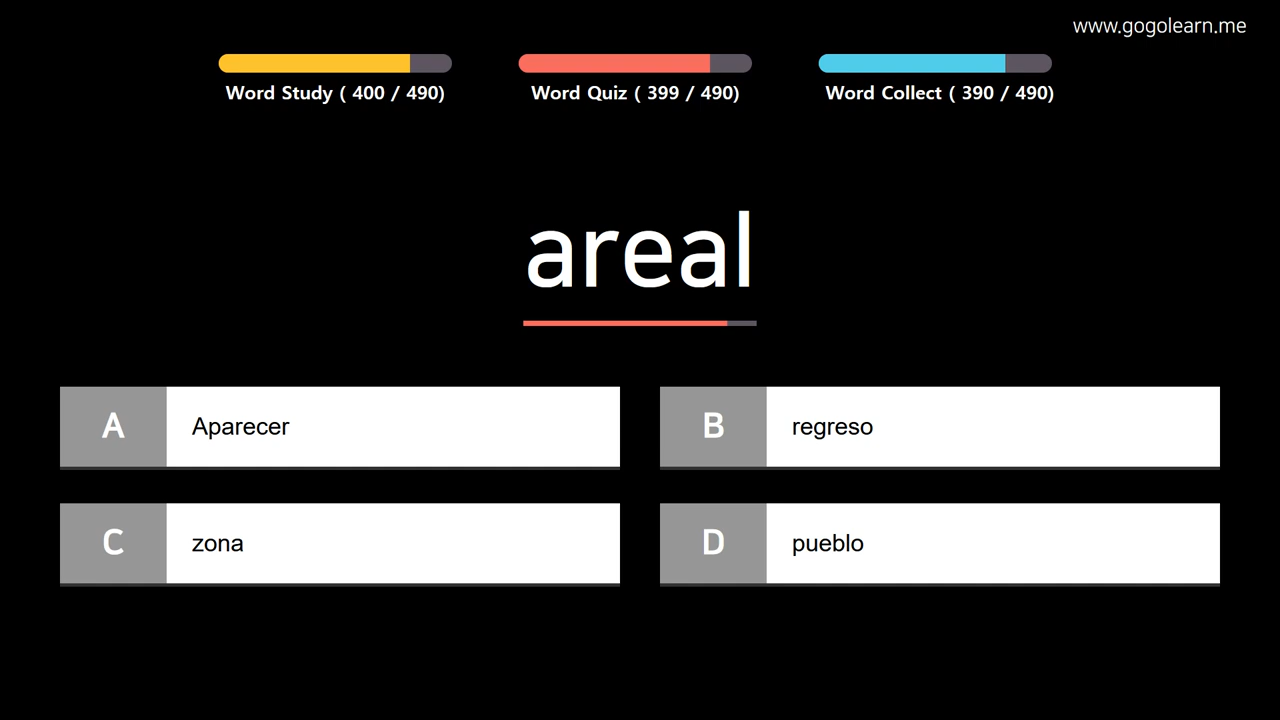 www.gogolearn.me
Word Study ( 400 / 490)
Word Quiz ( 399 / 490)
Word Collect ( 390 / 490)
areal
A Aparecer
B regreso
C zona
D pueblo